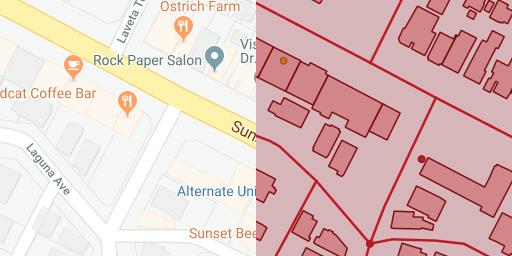 Ostrich Farm
Laveta T
Rock Paper Salon
Vis
Dr.
dcat Coffee Bar
Sun
Laguna Ave
Alternate Uni
Sunset Bee